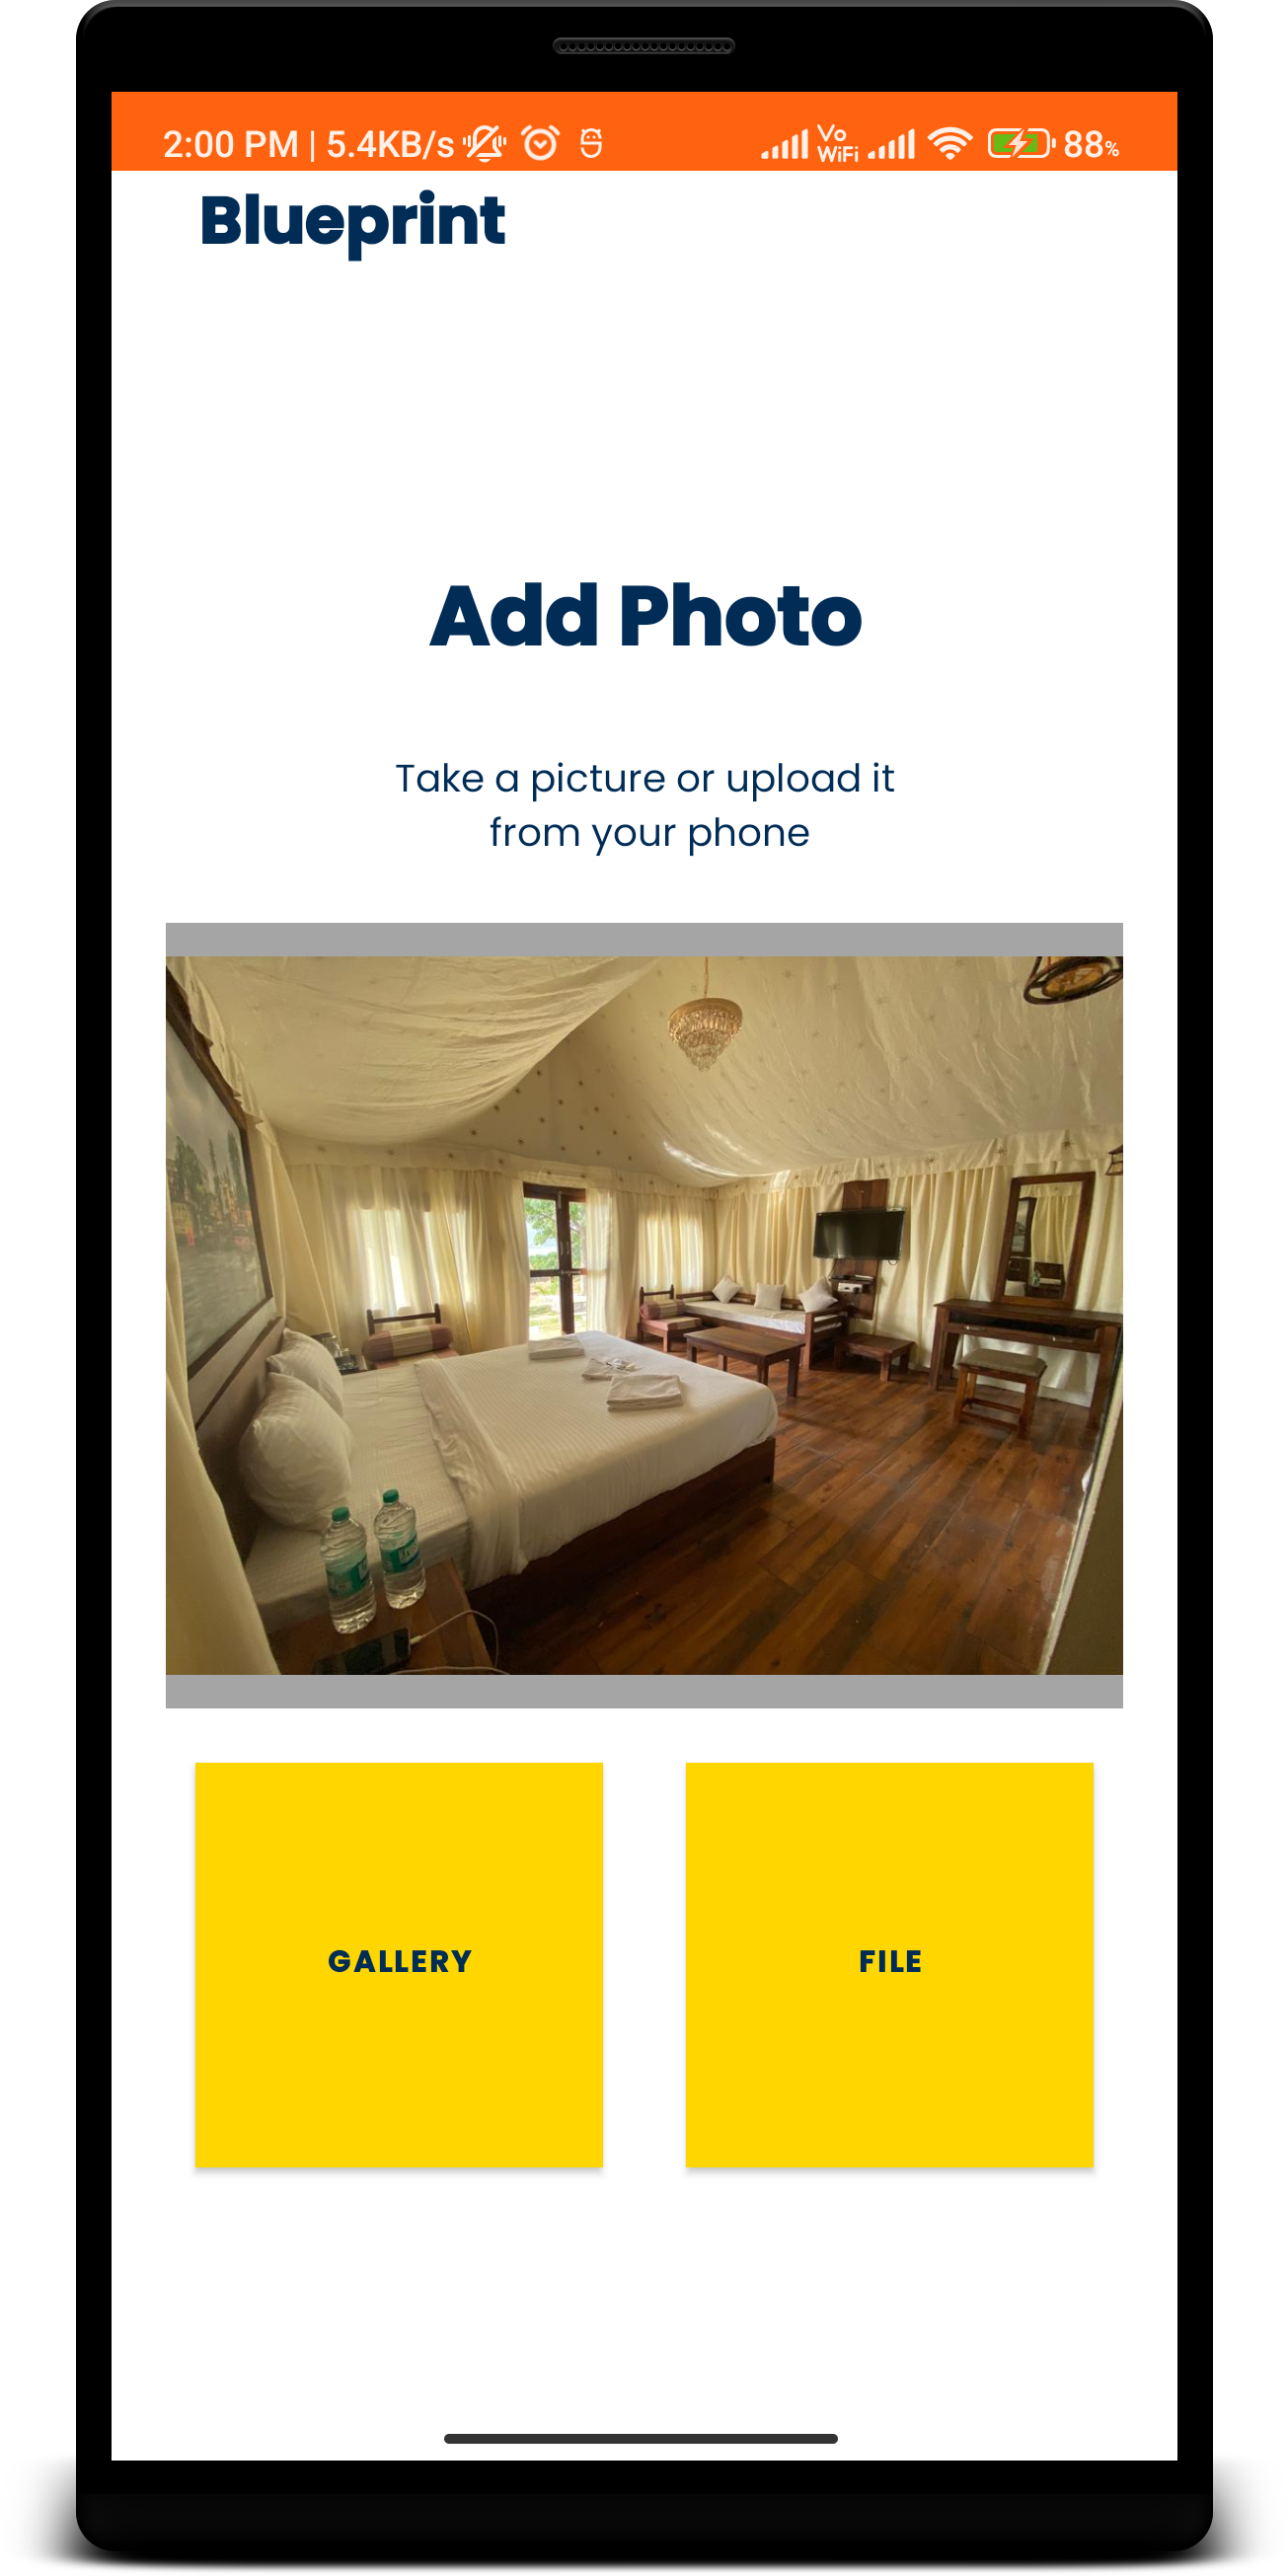 2:00 PM | 5.4KB/s Vo WiFi 88%
Blueprint
Add Photo
Take a picture or upload it
from your phone
GALLERY FILE